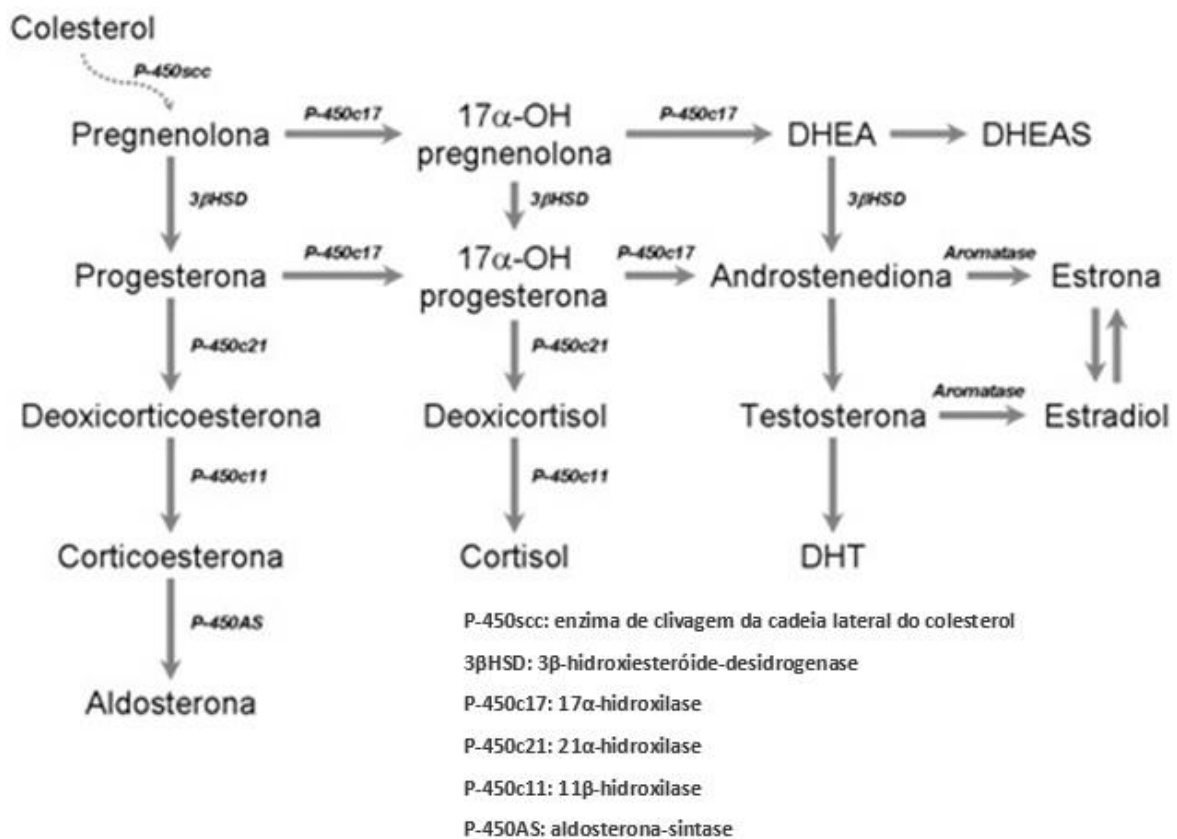 Colesterol
P-450scc
Pregnenolona
P-450c17
17α-OH
pregnenolona
P-450c17
DHEA
DHEAS
3βHSD
3βHSD
3βHSD
Progesterona
P-450c17
17α-OH
progesterona
P-450c17
Androstenediona
Aromatase
Estrona
P-450c21
P-450c21
Deoxicorticoesterona
Deoxicortisol
Testosterona
Aromatase
Estradiol
P-450c11
P-450c11
Corticoesterona
Cortisol
DHT
P-450AS
Aldosterona
P-450scc: enzima de clivagem da cadeia lateral do colesterol
3βHSD: 3β-hidroxiesteróide-desidrogenase
P-450c17: 17α-hidroxilase
P-450c21: 21α-hidroxilase
P-450c11: 11β-hidroxilase
P-450AS: aldosterona-sintase